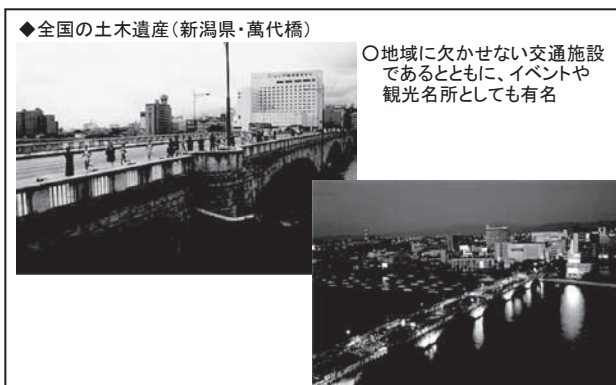 ◆全国の土木遺産(新潟県・萬代橋)
○地域に欠かせない交通施設
であるとともに、イベントや
観光名所としても有名